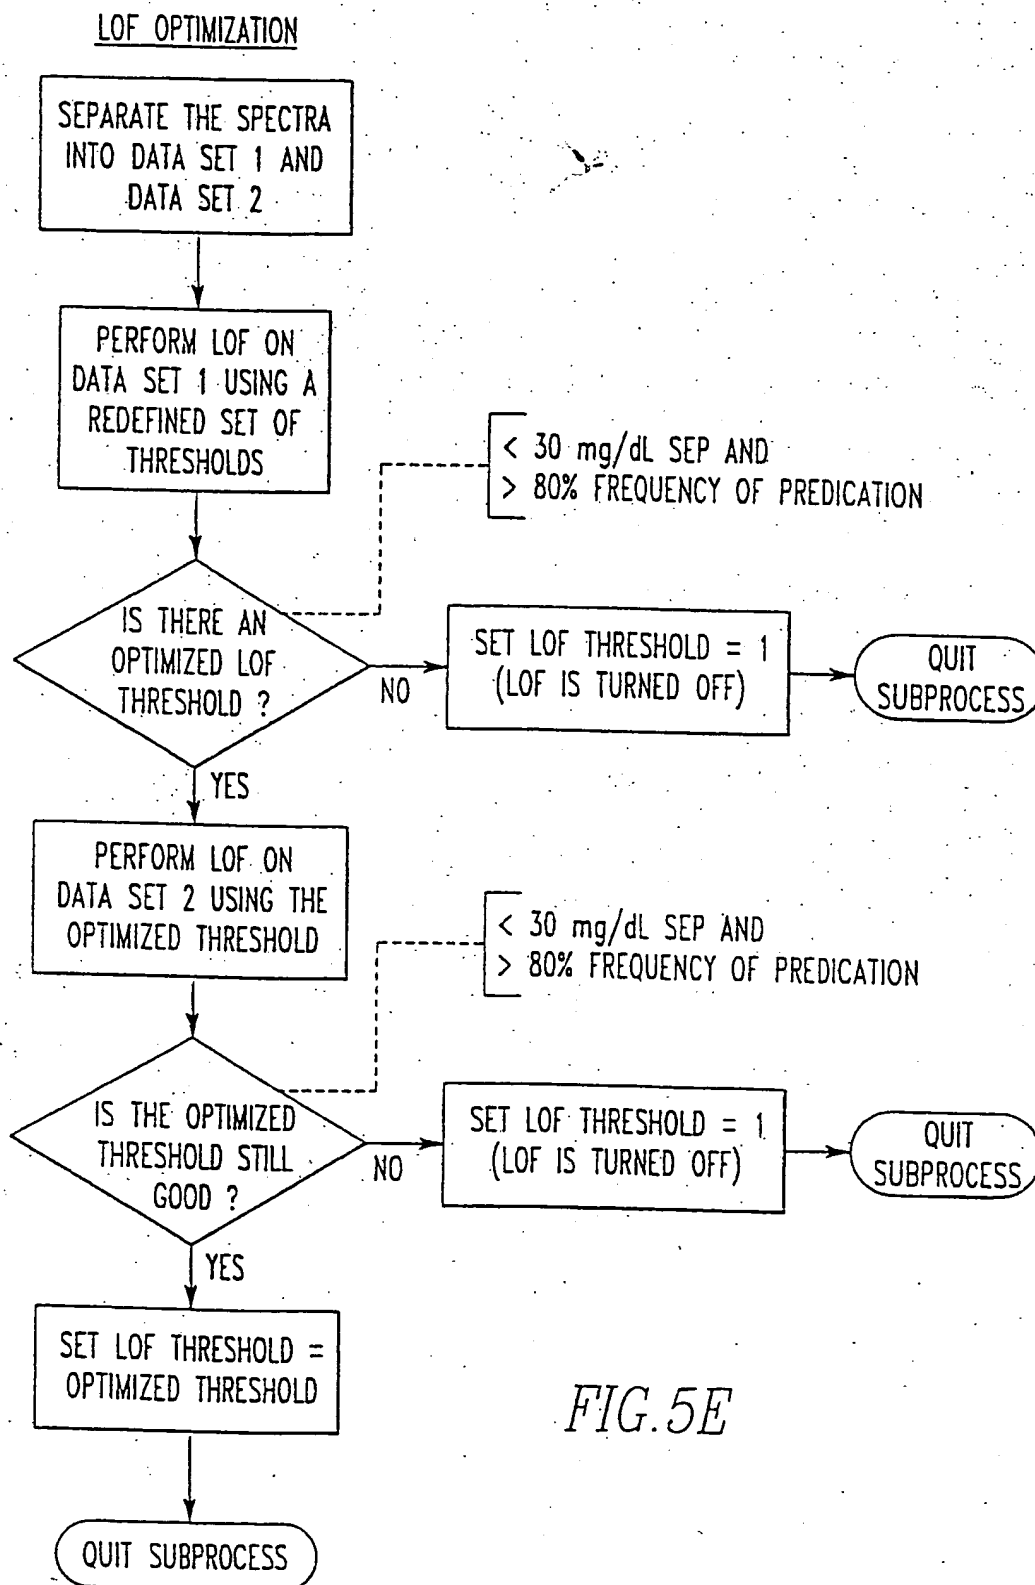 LOF OPTIMIZATION
SEPARATE THE SPECTRA
INTO DATA SET 1 AND
DATA SET 2
PERFORM LOF ON
DATA SET 1 USING A
REDEFINED SET OF
THRESHOLDS
< 30 mg/dL SEP AND
> 80% FREQUENCY OF PREDICATION
IS THERE AN
OPTIMIZED LOF
THRESHOLD ?
NO
SET LOF THRESHOLD = 1
(LOF IS TURNED OFF)
QUIT
SUBPROCESS
YES
PERFORM LOF ON
DATA SET 2 USING THE
OPTIMIZED THRESHOLD
< 30 mg/dL SEP AND
> 80% FREQUENCY OF PREDICATION
IS THE OPTIMIZED
THRESHOLD STILL
GOOD ?
NO
SET LOF THRESHOLD = 1
(LOF IS TURNED OFF)
QUIT
SUBPROCESS
YES
SET LOF THRESHOLD =
OPTIMIZED THRESHOLD
QUIT SUBPROCESS
FIG.5E